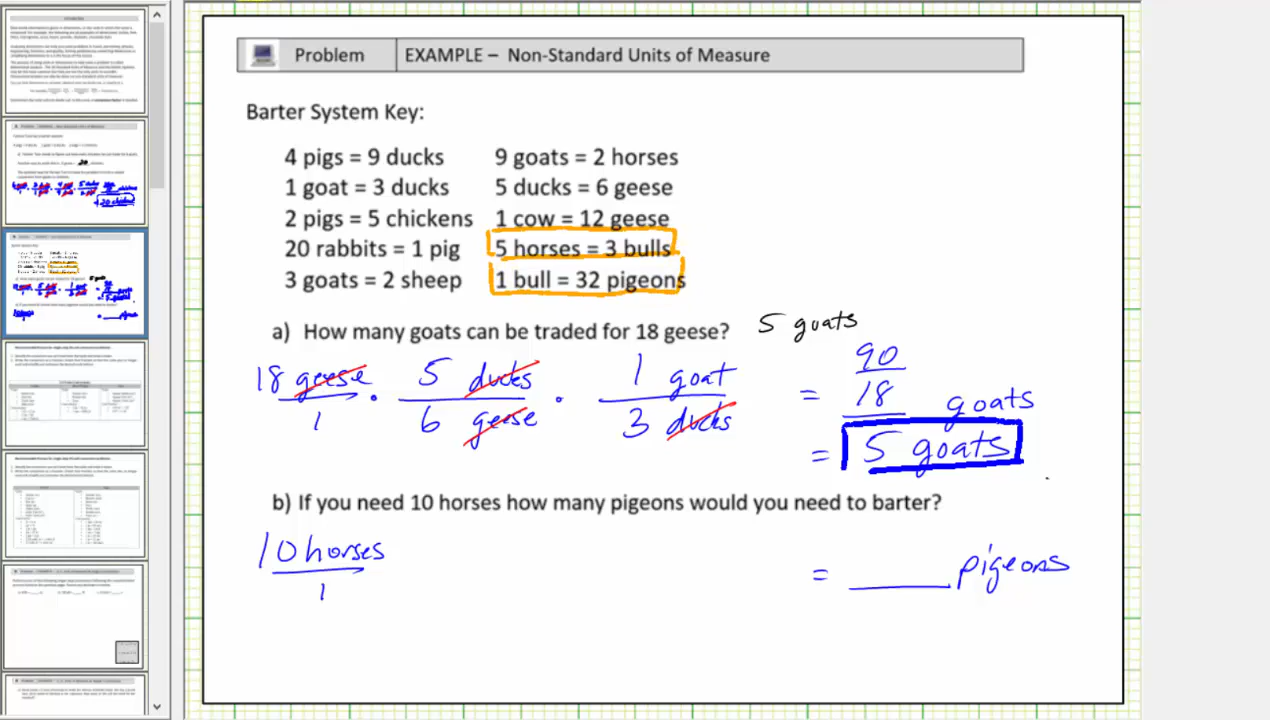 Problem EXAMPLE – Non-Standard Units of Measure
Barter System Key:
4 pigs = 9 ducks 9 goats = 2 horses
1 goat = 3 ducks 5 ducks = 6 geese
2 pigs = 5 chickens 1 cow = 12 geese
20 rabbits = 1 pig 5 horses = 3 bulls
3 goats = 2 sheep 1 bull = 32 pigeons
a) How many goats can be traded for 18 geese? 5 goats
18 geese / 1 · 5 ducks / 6 geese · 1 goat / 3 ducks = 90 / 18 goats
= 5 goats
b) If you need 10 horses how many pigeons would you need to barter?
10 horses / 1 = ____ pigeons